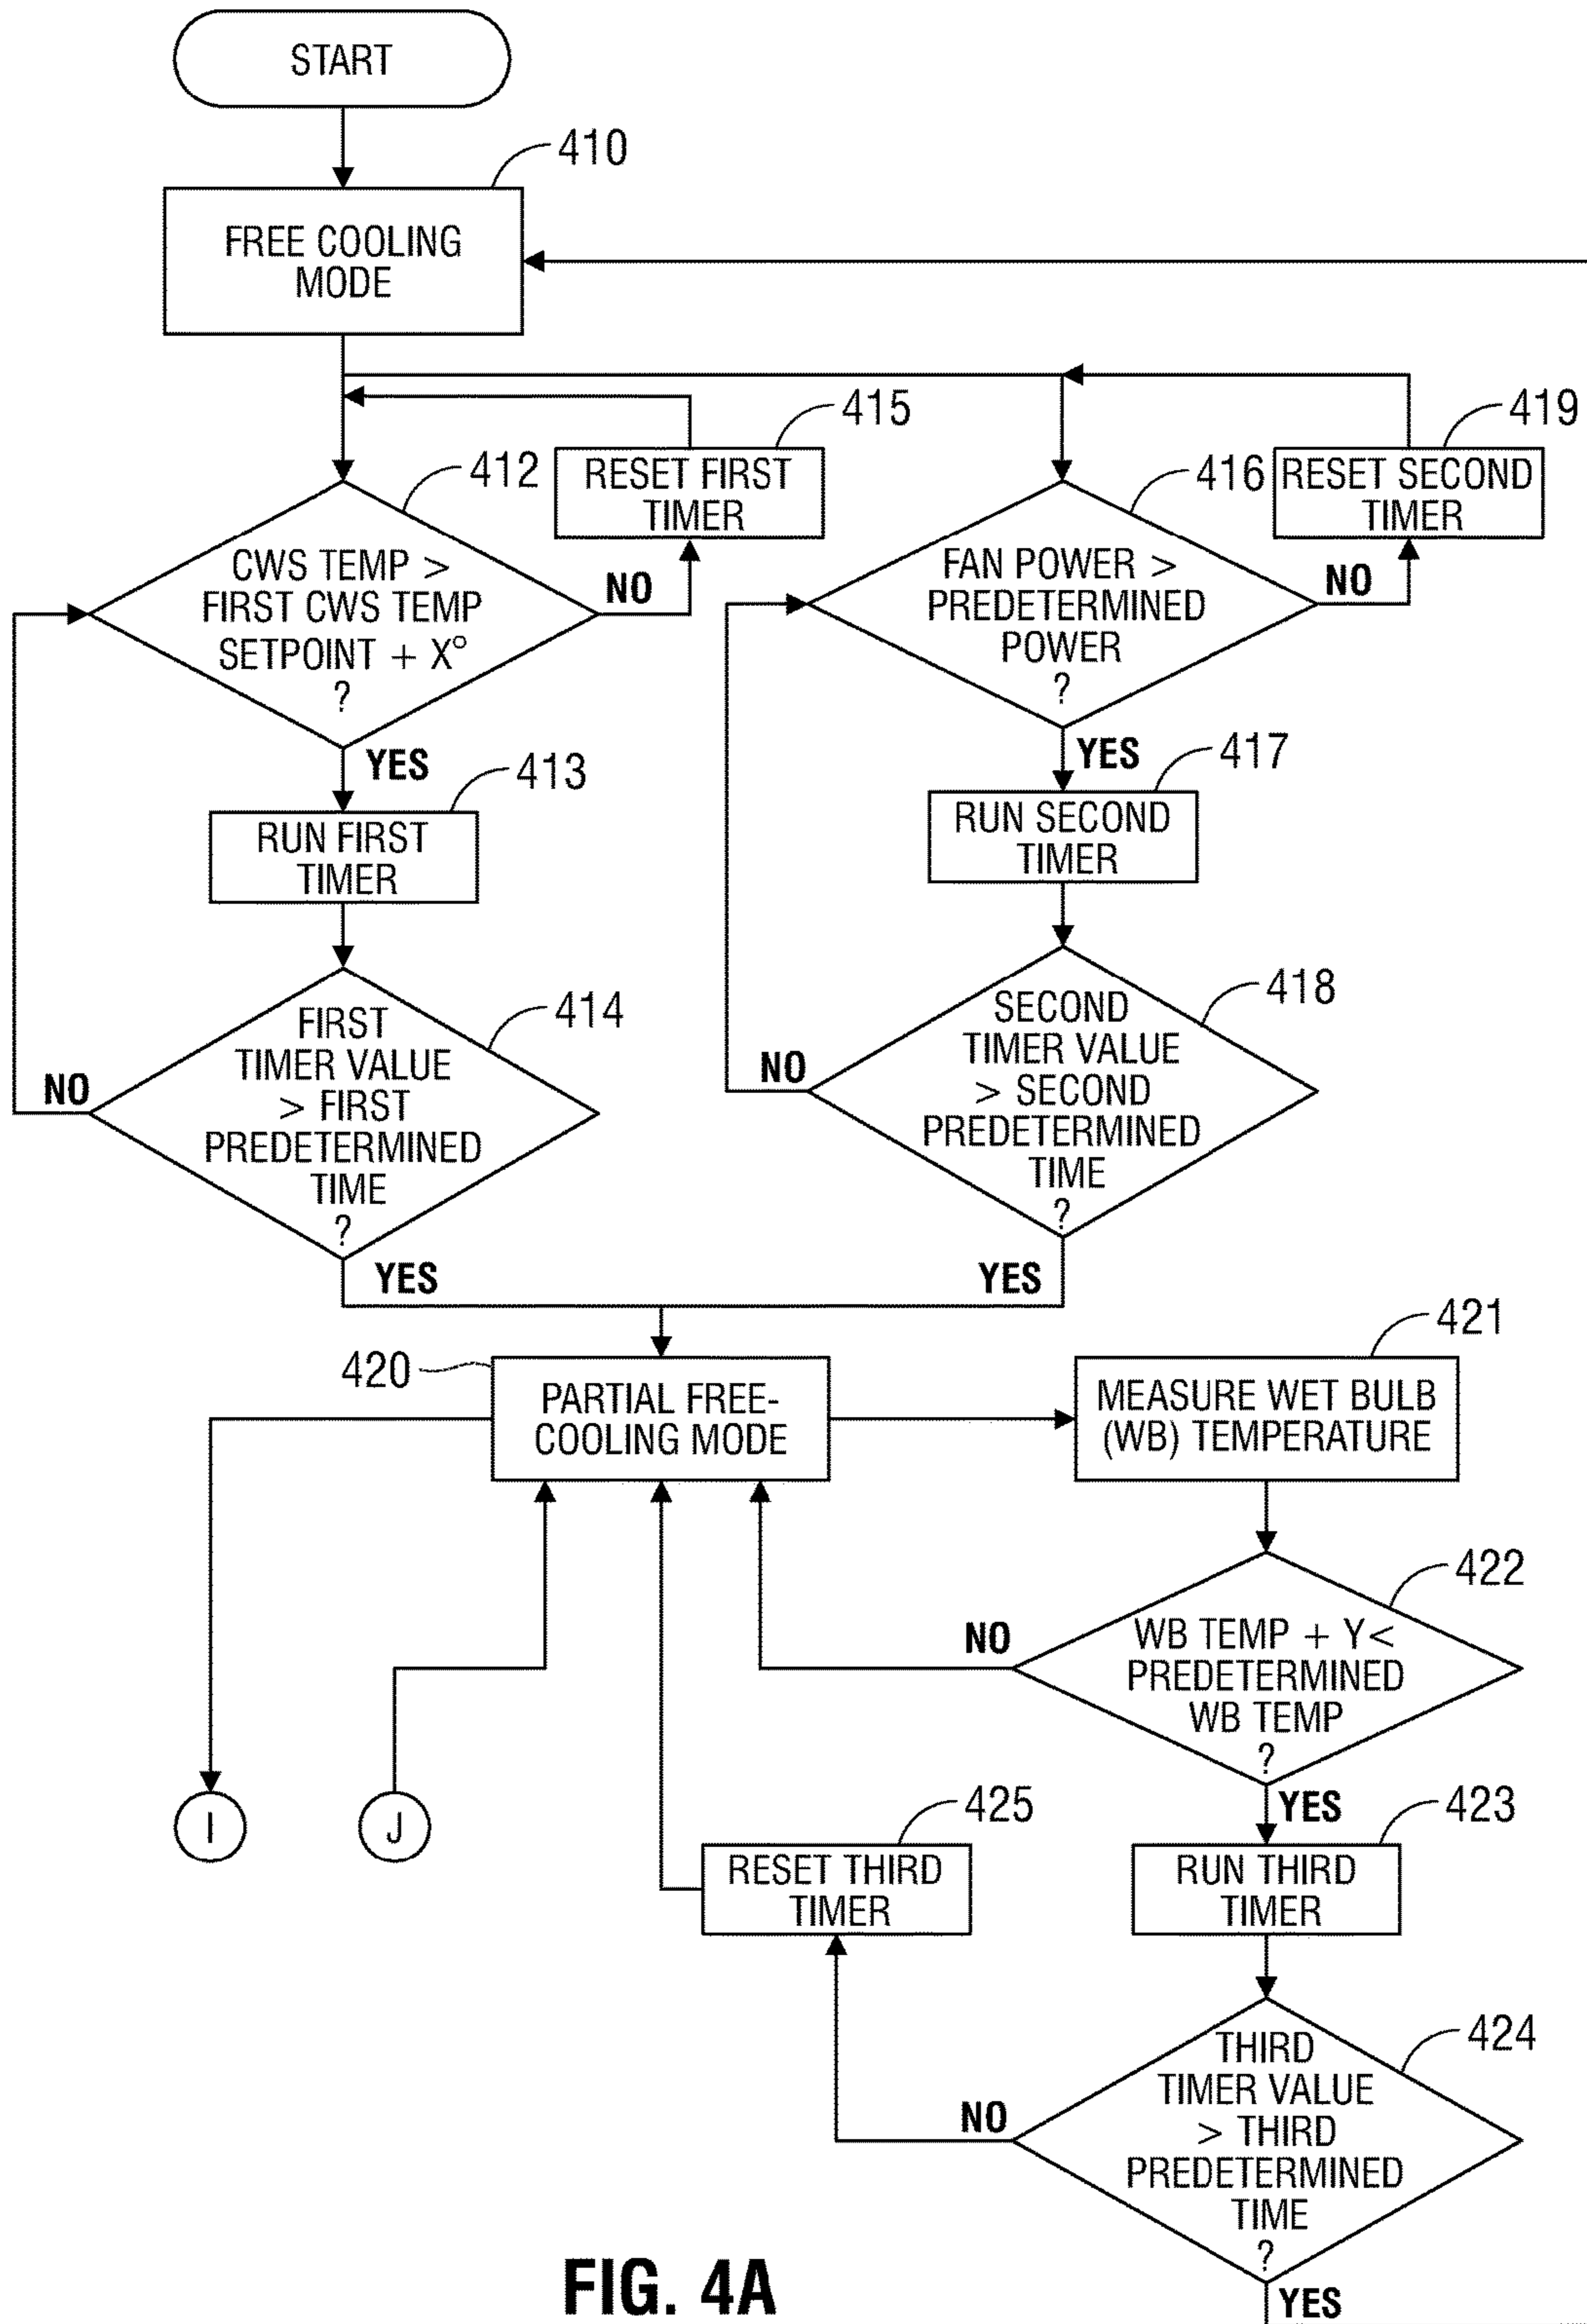 START
410
FREE COOLING
MODE
415
419
412
RESET FIRST
TIMER
416
RESET SECOND
TIMER
CWS TEMP >
FIRST CWS TEMP
SETPOINT + X°
?
NO
FAN POWER >
PREDETERMINED
POWER
?
NO
YES
413
YES
417
RUN FIRST
TIMER
RUN SECOND
TIMER
414
FIRST
TIMER VALUE
> FIRST
PREDETERMINED
TIME
?
NO
418
SECOND
TIMER VALUE
> SECOND
PREDETERMINED
TIME
?
NO
YES
YES
420
PARTIAL FREE-
COOLING MODE
421
MEASURE WET BULB
(WB) TEMPERATURE
422
NO
WB TEMP + Y<
PREDETERMINED
WB TEMP
?
I
J
YES
425
423
RESET THIRD
TIMER
RUN THIRD
TIMER
424
NO
THIRD
TIMER VALUE
> THIRD
PREDETERMINED
TIME
?
YES
FIG. 4A